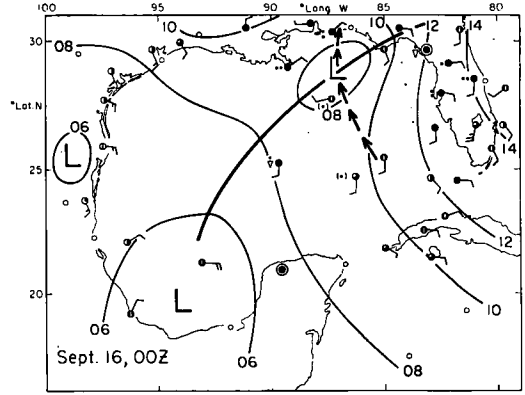 °Long W
100 95 90 85 80
30 08 10 10 12 14
°Lat.N L
06 08
L (•) 14
25 (•)
12
20 L 10
06
Sept. 16, 00Z 06 08